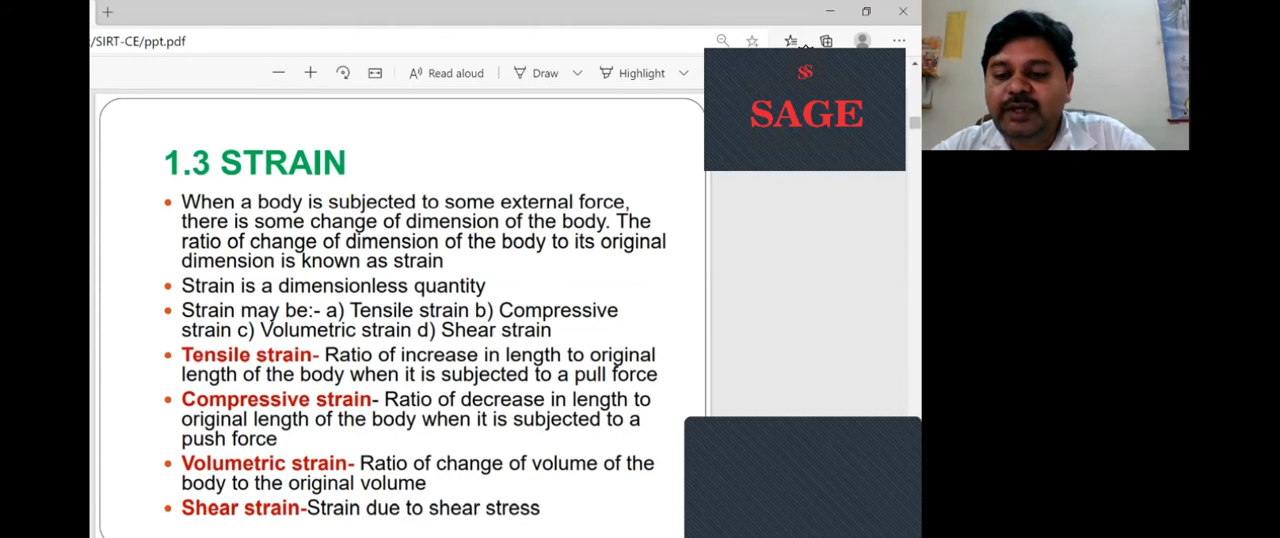 /SIRT-CE/ppt.pdf
Read aloud
Draw
Highlight
SS
SAGE
1.3 STRAIN
• When a body is subjected to some external force,
there is some change of dimension of the body. The
ratio of change of dimension of the body to its original
dimension is known as strain
• Strain is a dimensionless quantity
• Strain may be:- a) Tensile strain b) Compressive
strain c) Volumetric strain d) Shear strain
• Tensile strain- Ratio of increase in length to original
length of the body when it is subjected to a pull force
• Compressive strain- Ratio of decrease in length to
original length of the body when it is subjected to a
push force
• Volumetric strain- Ratio of change of volume of the
body to the original volume
• Shear strain-Strain due to shear stress